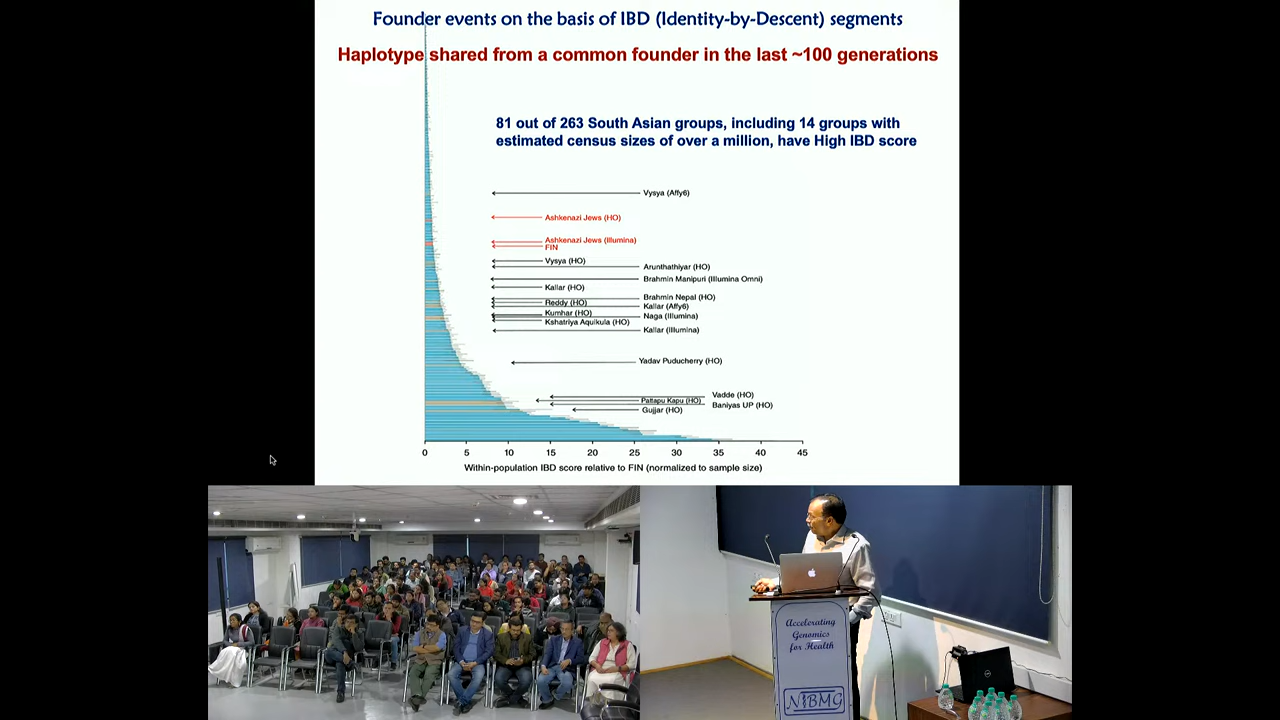 Founder events on the basis of IBD (Identity-by-Descent) segments
Haplotype shared from a common founder in the last ~100 generations
81 out of 263 South Asian groups, including 14 groups with
estimated census sizes of over a million, have High IBD score
Vysya (Affy6)
Ashkenazi Jews (HO)
Ashkenazi Jews (Illumina)
FIN
Vysya (HO)
Arunthathiyar (HO)
Brahmin Manipuri (Illumina Omni)
Kallar (HO)
Brahmin Nepal (HO)
Reddy (HO)
Kallar (Affy6)
Kumhar (HO)
Naga (Illumina)
Kshatriya Aquikula (HO)
Kallar (Illumina)
Yadav Puducherry (HO)
Vadde (HO)
Pattapu Kapu (HO)
Baniyas UP (HO)
Gujjar (HO)
0 5 10 15 20 25 30 35 40 45
Within-population IBD score relative to FIN (normalized to sample size)
Accelerating
Genomics
for Health
NIBMG